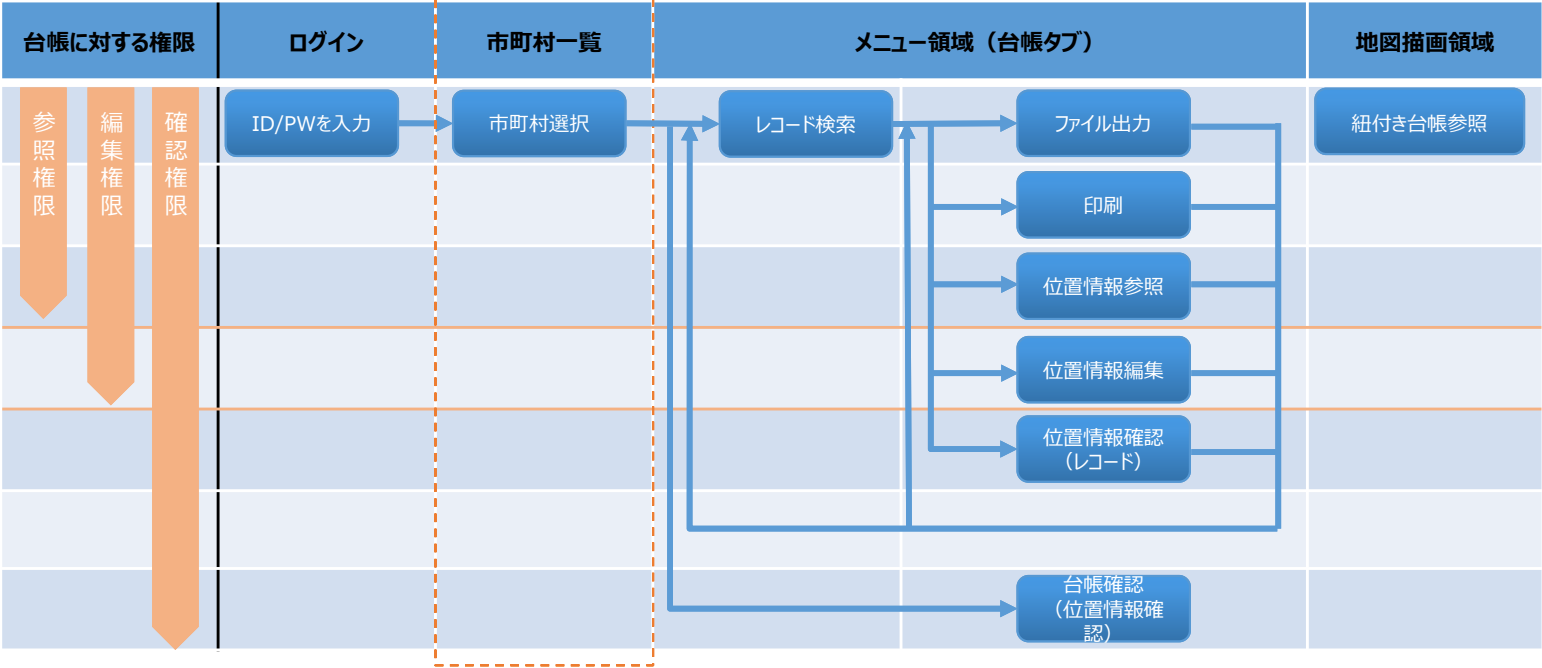 台帳に対する権限
ログイン
市町村一覧
メニュー領域（台帳タブ）
地図描画領域
参照権限
編集権限
確認権限
ID/PWを入力
市町村選択
レコード検索
ファイル出力
紐付き台帳参照
印刷
位置情報参照
位置情報編集
位置情報確認
（レコード）
台帳確認
（位置情報確
認）